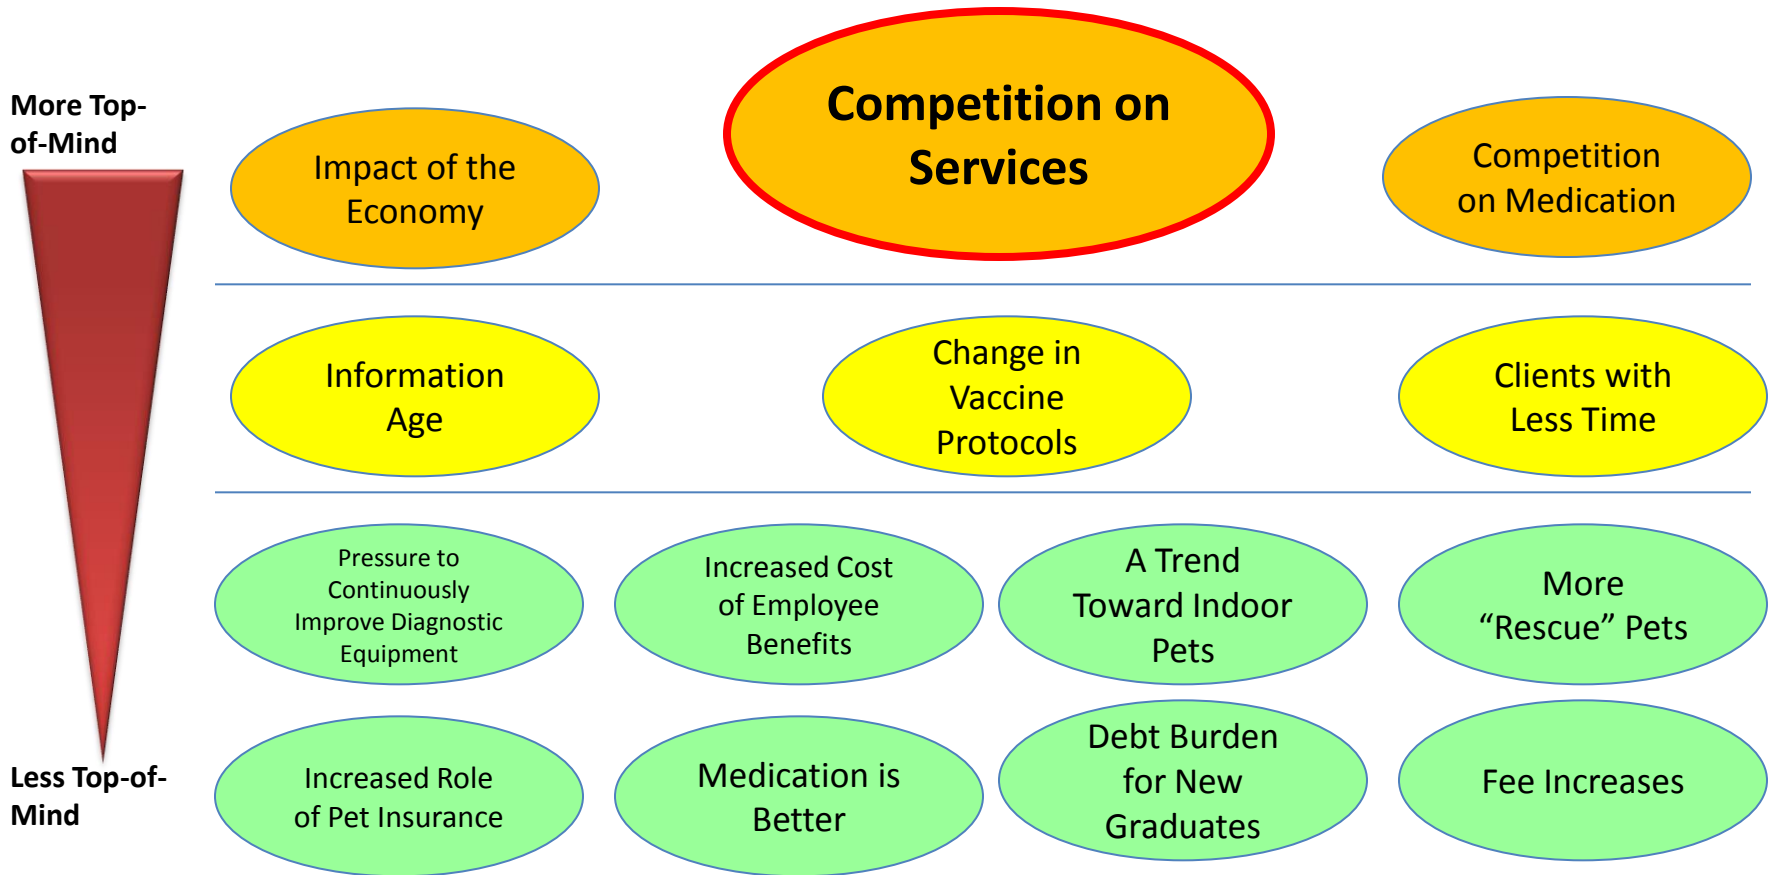 More Top-
of-Mind
Impact of the
Economy
Competition on
Services
Competition
on Medication
Information
Age
Change in
Vaccine
Protocols
Clients with
Less Time
Pressure to
Continuously
Improve Diagnostic
Equipment
Increased Cost
of Employee
Benefits
A Trend
Toward Indoor
Pets
More
“Rescue” Pets
Less Top-of-
Mind
Increased Role
of Pet Insurance
Medication is
Better
Debt Burden
for New
Graduates
Fee Increases